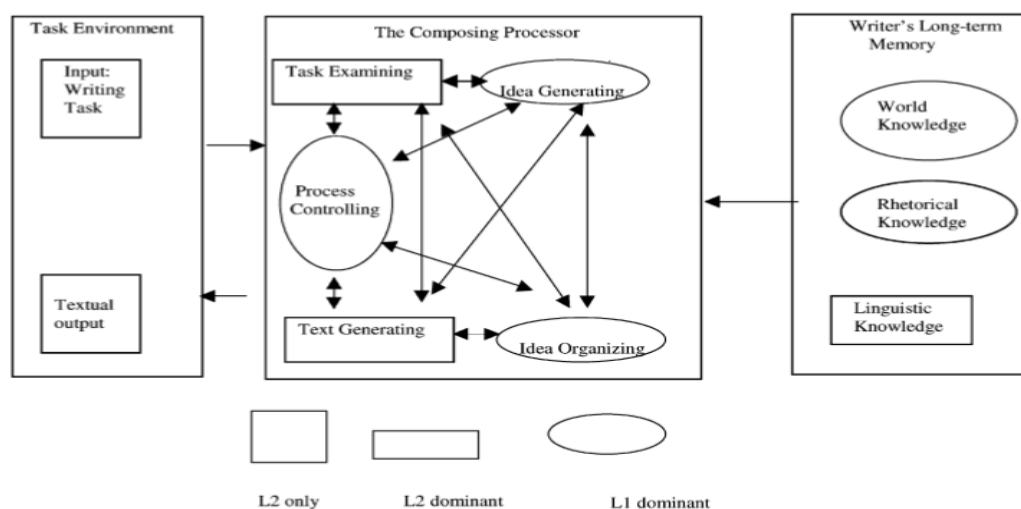 Task Environment
Input:
Writing
Task
Textual
output
The Composing Processor
Task Examining
Idea Generating
Process
Controlling
Text Generating
Idea Organizing
Writer's Long-term
Memory
World
Knowledge
Rhetorical
Knowledge
Linguistic
Knowledge
L2 only
L2 dominant
L1 dominant